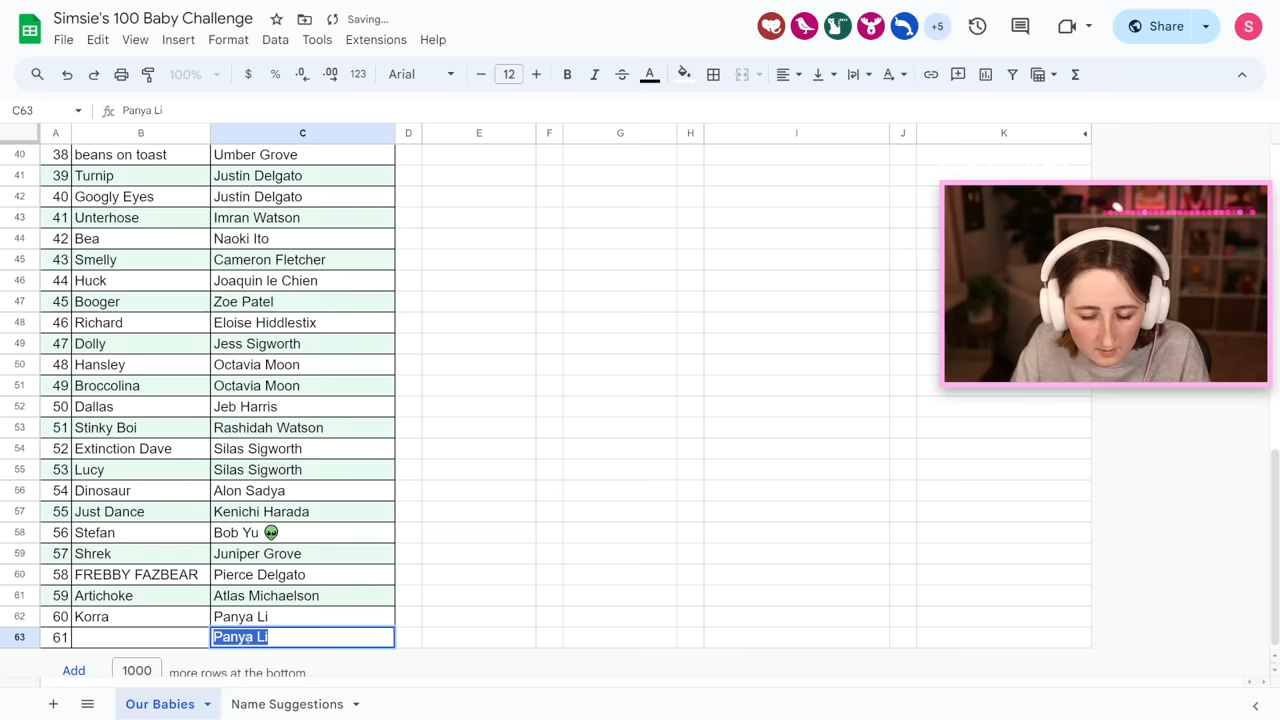 Simsie's 100 Baby Challenge
Saving...
+5
Share
S
File Edit View Insert Format Data Tools Extensions Help
100% $ % .0 .00 123 Arial 12 B I A
C63 Panya Li
A B C D E F G H I J K
40 38 beans on toast Umber Grove
41 39 Turnip Justin Delgato
42 40 Googly Eyes Justin Delgato
43 41 Unterhose Imran Watson
44 42 Bea Naoki Ito
45 43 Smelly Cameron Fletcher
46 44 Huck Joaquin le Chien
47 45 Booger Zoe Patel
48 46 Richard Eloise Hiddlestix
49 47 Dolly Jess Sigworth
50 48 Hansley Octavia Moon
51 49 Broccolina Octavia Moon
52 50 Dallas Jeb Harris
53 51 Stinky Boi Rashidah Watson
54 52 Extinction Dave Silas Sigworth
55 53 Lucy Silas Sigworth
56 54 Dinosaur Alon Sadya
57 55 Just Dance Kenichi Harada
58 56 Stefan Bob Yu 👽
59 57 Shrek Juniper Grove
60 58 FREBBY FAZBEAR Pierce Delgato
61 59 Artichoke Atlas Michaelson
62 60 Korra Panya Li
63 61 Panya Li
Add 1000 more rows at the bottom
Our Babies Name Suggestions